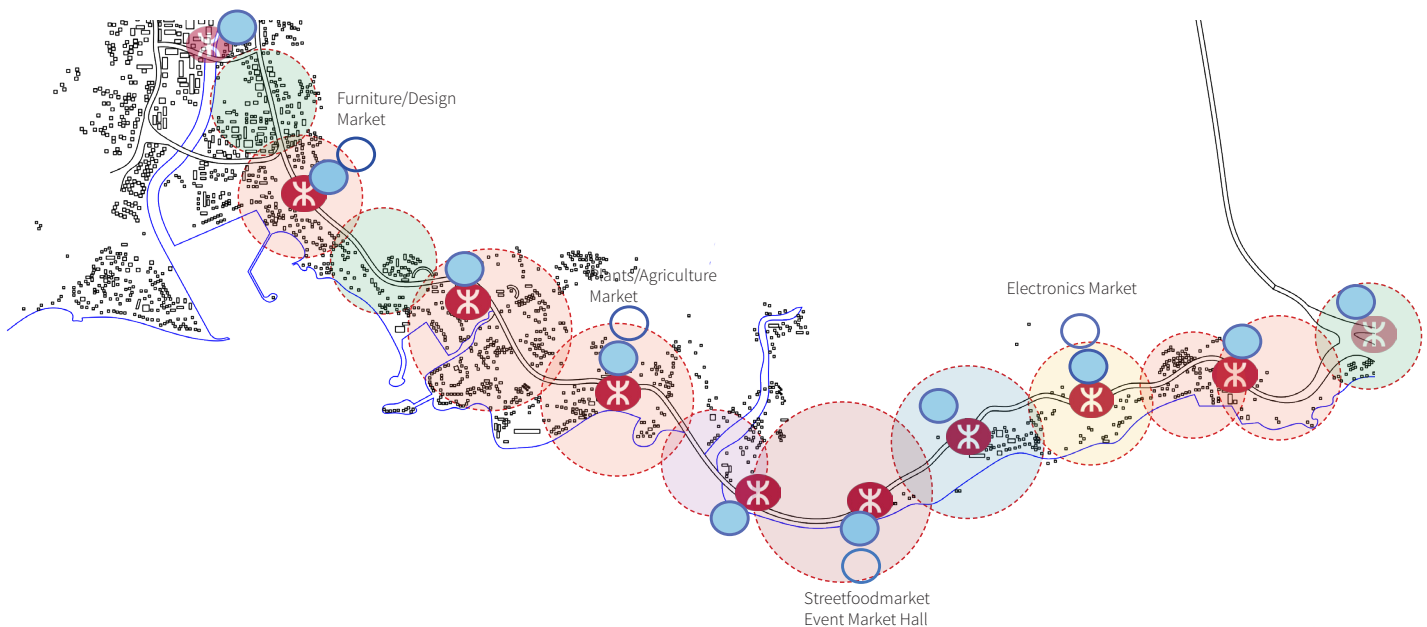 Furniture/Design
Market
Plants/Agriculture
Market
Electronics Market
Streetfoodmarket
Event Market Hall